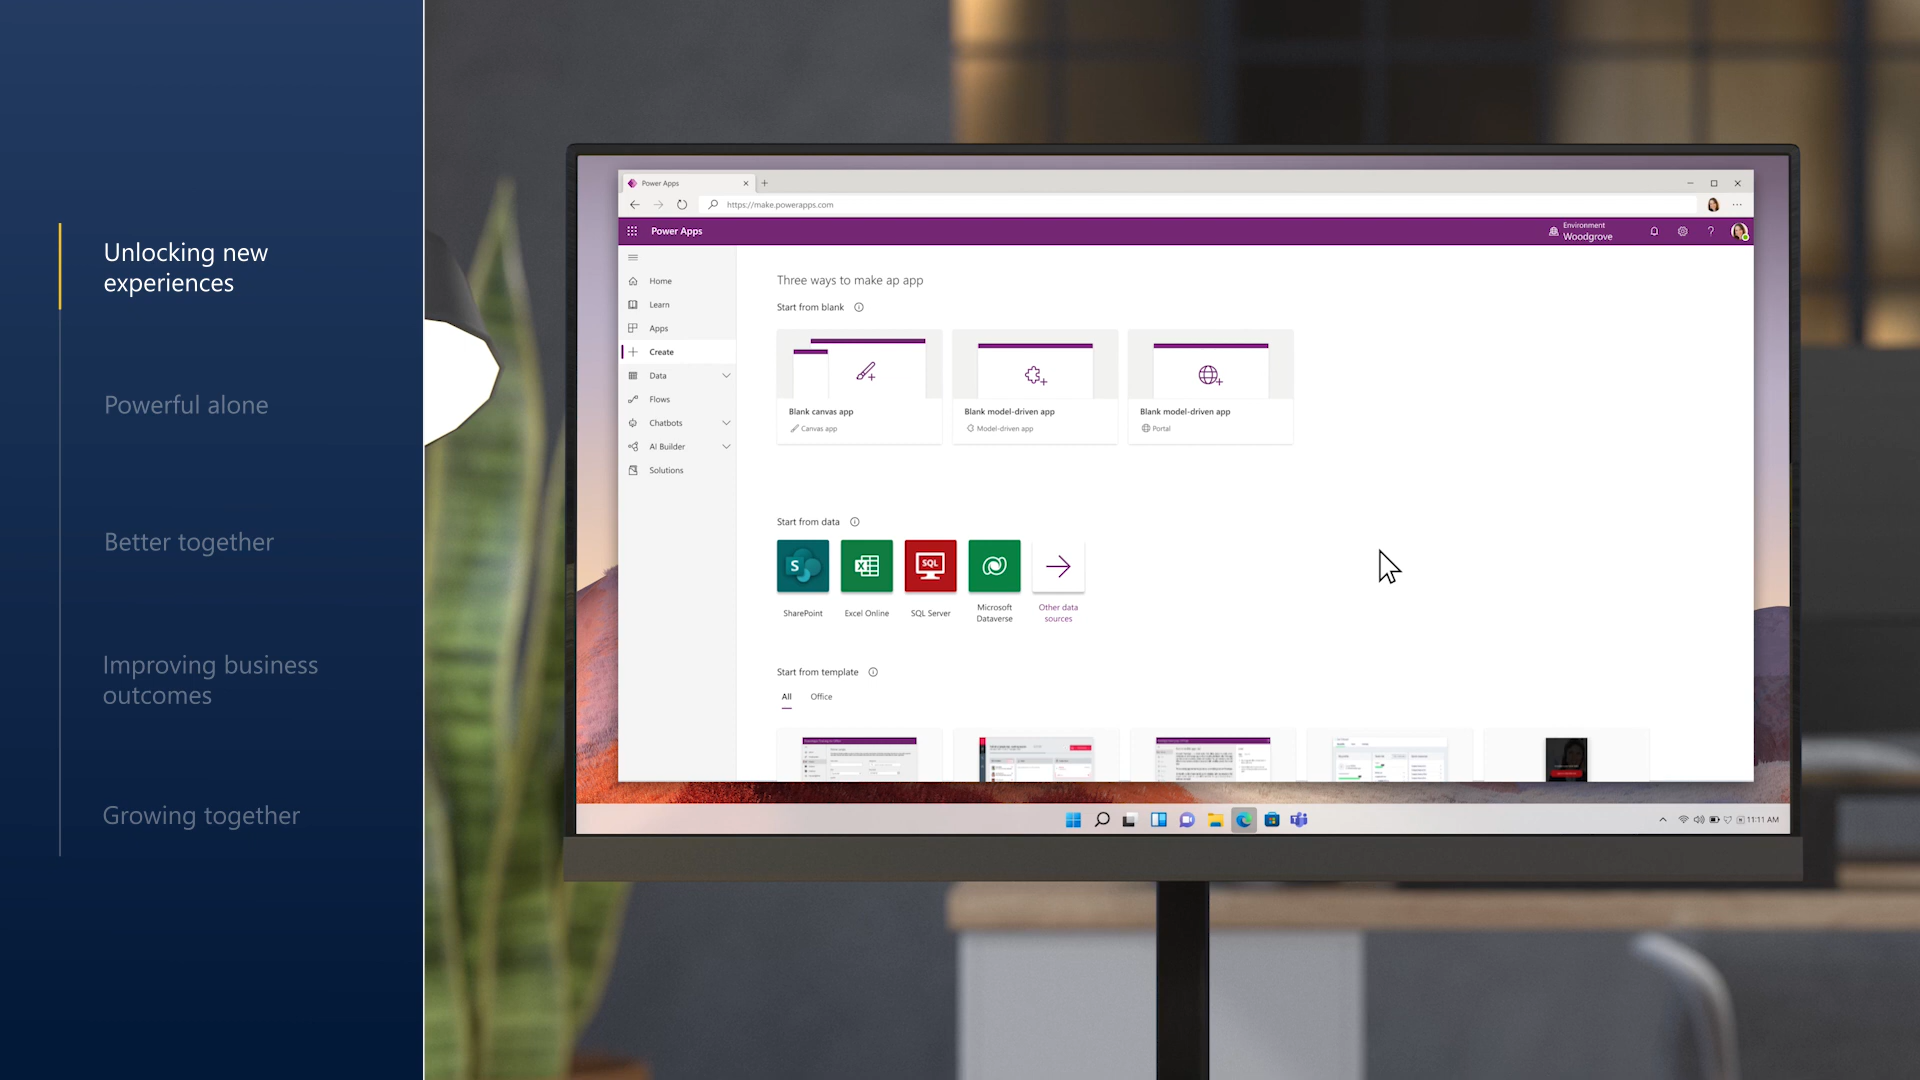 Unlocking new
experiences
Powerful alone
Better together
Improving business
outcomes
Growing together
Power Apps
https://make.powerapps.com
Power Apps
Environment
Woodgrove
Home
Learn
Apps
Create
Data
Flows
Chatbots
AI Builder
Solutions
Three ways to make ap app
Start from blank
Blank canvas app
Canvas app
Blank model-driven app
Model-driven app
Blank model-driven app
Portal
Start from data
S
SQL
SharePoint
Excel Online
SQL Server
Microsoft
Dataverse
Other data
sources
Start from template
All
Office
11:11 AM